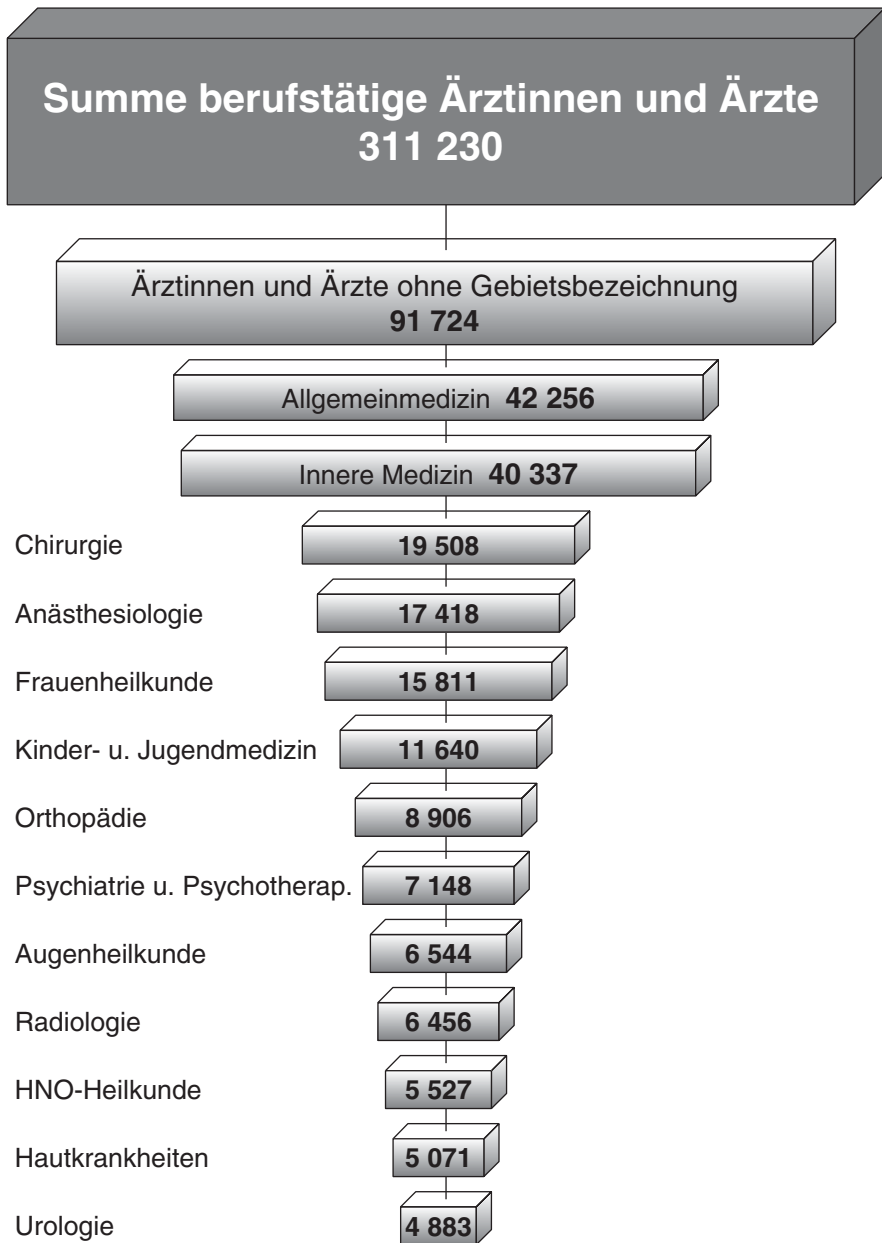 Summe berufstätige Ärztinnen und Ärzte
311 230
Ärztinnen und Ärzte ohne Gebietsbezeichnung
91 724
Allgemeinmedizin 42 256
Innere Medizin 40 337
Chirurgie 19 508
Anästhesiologie 17 418
Frauenheilkunde 15 811
Kinder- u. Jugendmedizin 11 640
Orthopädie 8 906
Psychiatrie u. Psychotherap. 7 148
Augenheilkunde 6 544
Radiologie 6 456
HNO-Heilkunde 5 527
Hautkrankheiten 5 071
Urologie 4 883